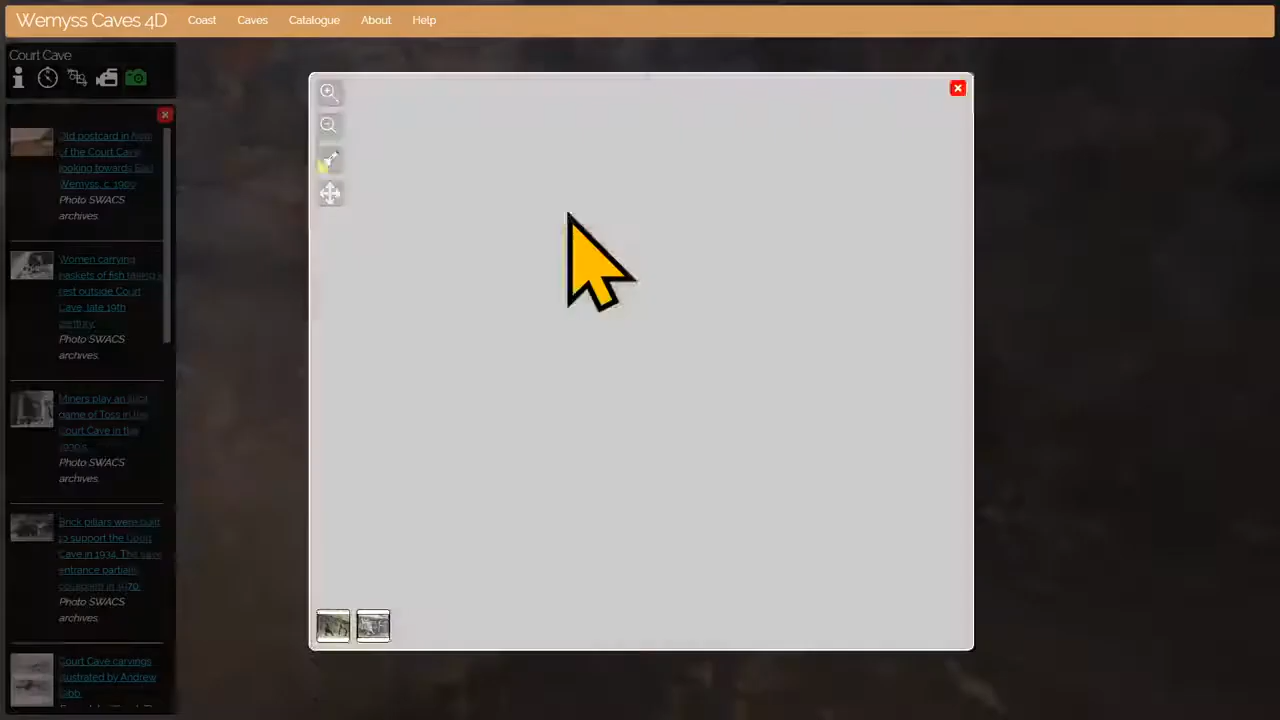 Wemyss Caves 4D
Coast
Caves
Catalogue
About
Help
Court Cave
Old postcard in front
of the Court Cave
looking towards East
Wemyss, c. 1900
Photo SWACS
archives.
Women carrying
baskets of fish taking a
rest outside Court
Cave, late 19th
century.
Photo SWACS
archives.
Miners play an illicit
game of Toss in the
Court Cave in the
Photo SWACS
archives.
Brick pillars were built
to support the Court
Cave in 1934. The cave
entrance partially
collapsed in 1970.
Photo SWACS
archives.
Court Cave carvings
illustrated by Andrew
Gibb.